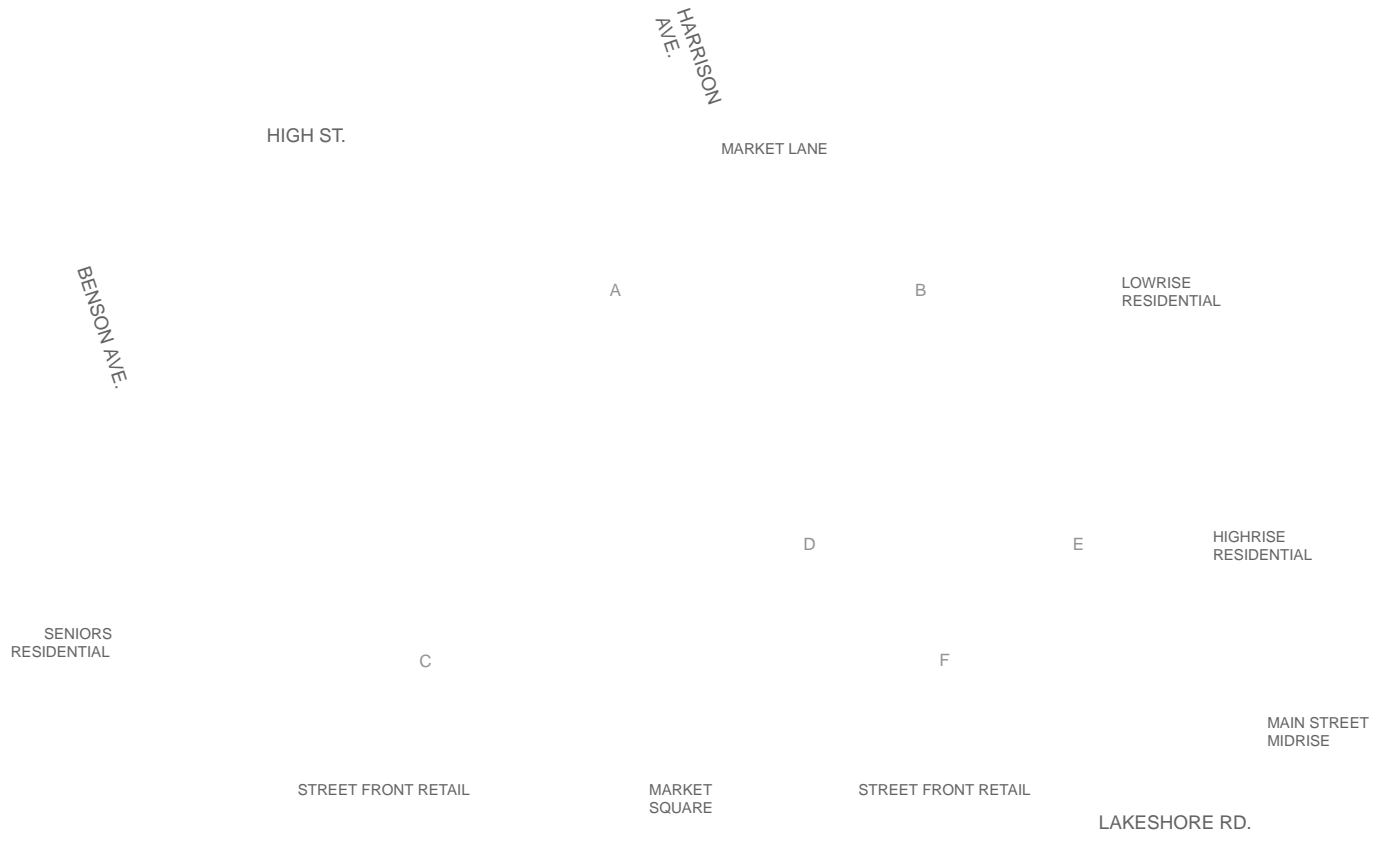 HARRISON
AVE.
HIGH ST.
MARKET LANE
BENSON AVE.
A
B
LOWRISE
RESIDENTIAL
D
E
HIGHRISE
RESIDENTIAL
SENIORS
RESIDENTIAL
C
F
MAIN STREET
MIDRISE
STREET FRONT RETAIL
MARKET
SQUARE
STREET FRONT RETAIL
LAKESHORE RD.